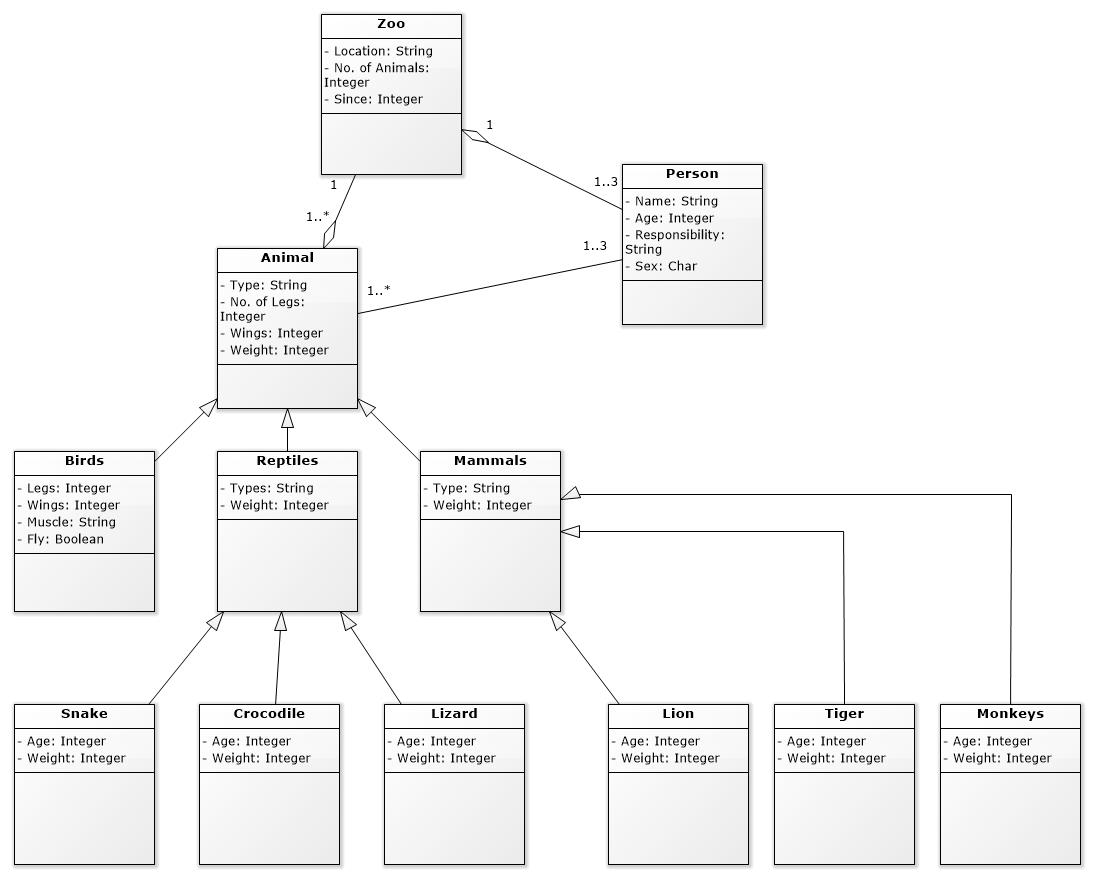 Zoo
- Location: String
- No. of Animals:
Integer
- Since: Integer
1
1..3
1
1..*
Person
- Name: String
- Age: Integer
- Responsibility:
String
- Sex: Char
1..3
1..*
Animal
- Type: String
- No. of Legs:
Integer
- Wings: Integer
- Weight: Integer
Birds
- Legs: Integer
- Wings: Integer
- Muscle: String
- Fly: Boolean
Reptiles
- Types: String
- Weight: Integer
Mammals
- Type: String
- Weight: Integer
Snake
- Age: Integer
- Weight: Integer
Crocodile
- Age: Integer
- Weight: Integer
Lizard
- Age: Integer
- Weight: Integer
Lion
- Age: Integer
- Weight: Integer
Tiger
- Age: Integer
- Weight: Integer
Monkeys
- Age: Integer
- Weight: Integer